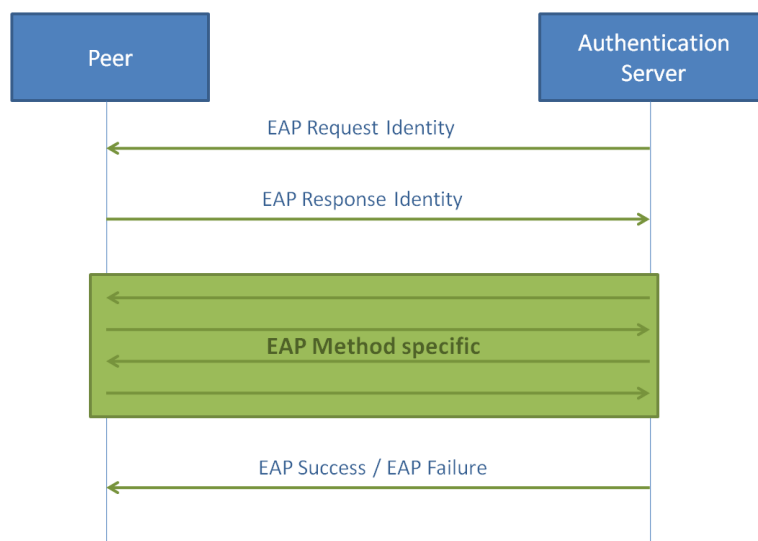 Peer
Authentication
Server
EAP Request Identity
EAP Response Identity
EAP Method specific
EAP Success / EAP Failure